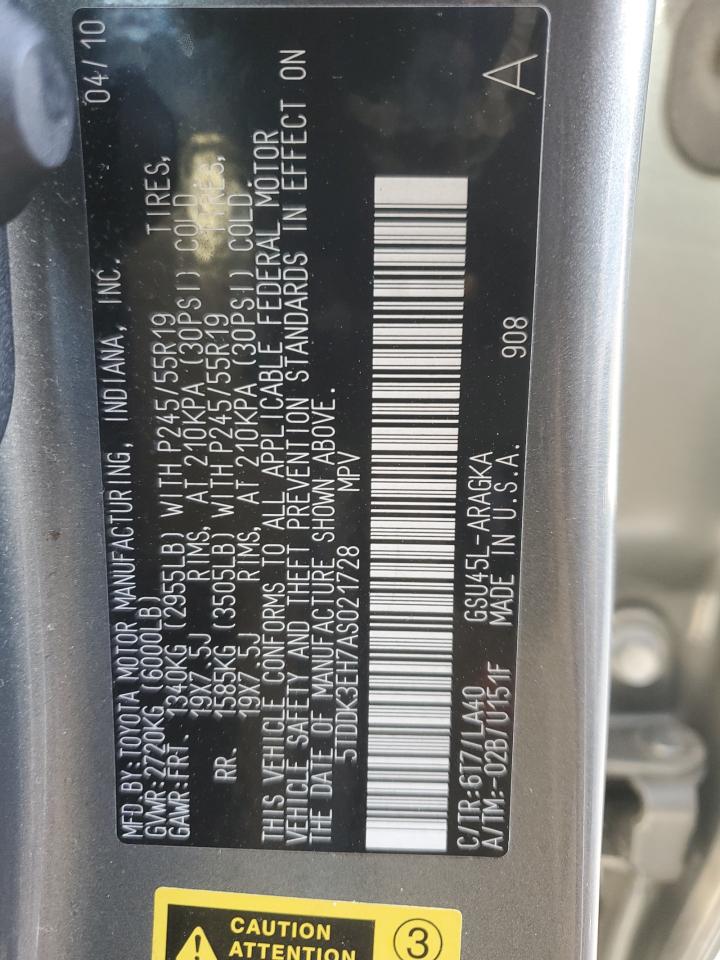 MFD.BY:TOYOTA MOTOR MANUFACTURING, INDIANA, INC. 04/10
GVWR:2720KG (6000LB)
GAWR:FRT. 1340KG (2955LB) WITH P245/55R19 TIRES,
19X7.5J RIMS, AT 210KPA (30PSI) COLD.
RR. 1585KG (3505LB) WITH P245/55R19 TIRES,
19X7.5J RIMS, AT 210KPA (30PSI) COLD.
THIS VEHICLE CONFORMS TO ALL APPLICABLE FEDERAL MOTOR
VEHICLE SAFETY AND THEFT PREVENTION STANDARDS IN EFFECT ON
THE DATE OF MANUFACTURE SHOWN ABOVE.
5TDDK3EH7AS021728 MPV
C/TR:6T7/LA40 GSU45L-ARAGKA
A/TM:-02B/U151F MADE IN U.S.A. 908 A
CAUTION
ATTENTION
3